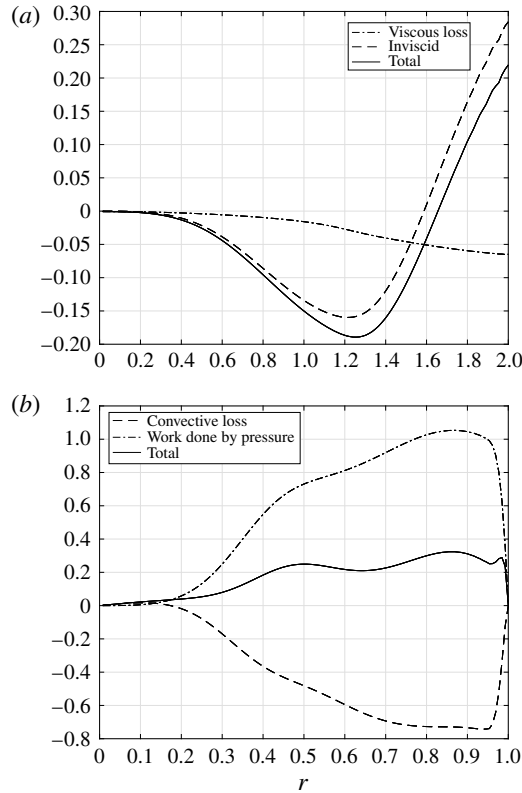 (a)
0.30
0.25
0.20
0.15
0.10
0.05
0
−0.05
−0.10
−0.15
−0.20
Viscous loss
Inviscid
Total
0 0.2 0.4 0.6 0.8 1.0 1.2 1.4 1.6 1.8 2.0
(b)
1.2
1.0
0.8
0.6
0.4
0.2
0
−0.2
−0.4
−0.6
−0.8
Convective loss
Work done by pressure
Total
0 0.1 0.2 0.3 0.4 0.5 0.6 0.7 0.8 0.9 1.0
r